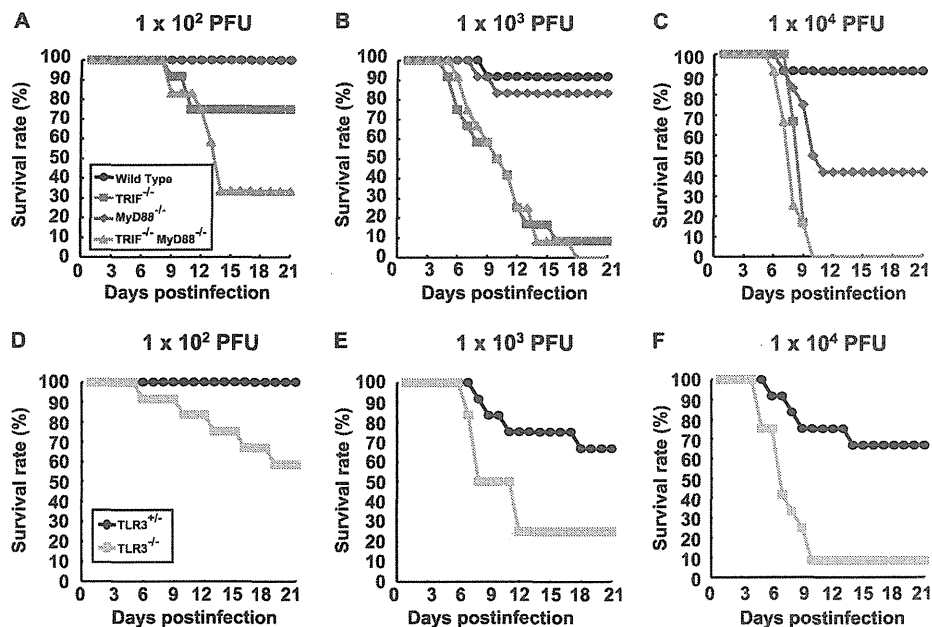 A
1 x 10² PFU
Survival rate (%)
100
90
80
70
60
50
40
30
20
10
0
Wild Type
TRIF-/-
MyD88-/-
TRIF-/- MyD88-/-
0 3 6 9 12 15 18 21
Days postinfection
B
1 x 10³ PFU
Survival rate (%)
100
90
80
70
60
50
40
30
20
10
0
0 3 6 9 12 15 18 21
Days postinfection
C
1 x 10⁴ PFU
Survival rate (%)
100
90
80
70
60
50
40
30
20
10
0
0 3 6 9 12 15 18 21
Days postinfection
D
1 x 10² PFU
Survival rate (%)
100
90
80
70
60
50
40
30
20
10
0
TLR3+/-
TLR3-/-
0 3 6 9 12 15 18 21
Days postinfection
E
1 x 10³ PFU
Survival rate (%)
100
90
80
70
60
50
40
30
20
10
0
0 3 6 9 12 15 18 21
Days postinfection
F
1 x 10⁴ PFU
Survival rate (%)
100
90
80
70
60
50
40
30
20
10
0
0 3 6 9 12 15 18 21
Days postinfection